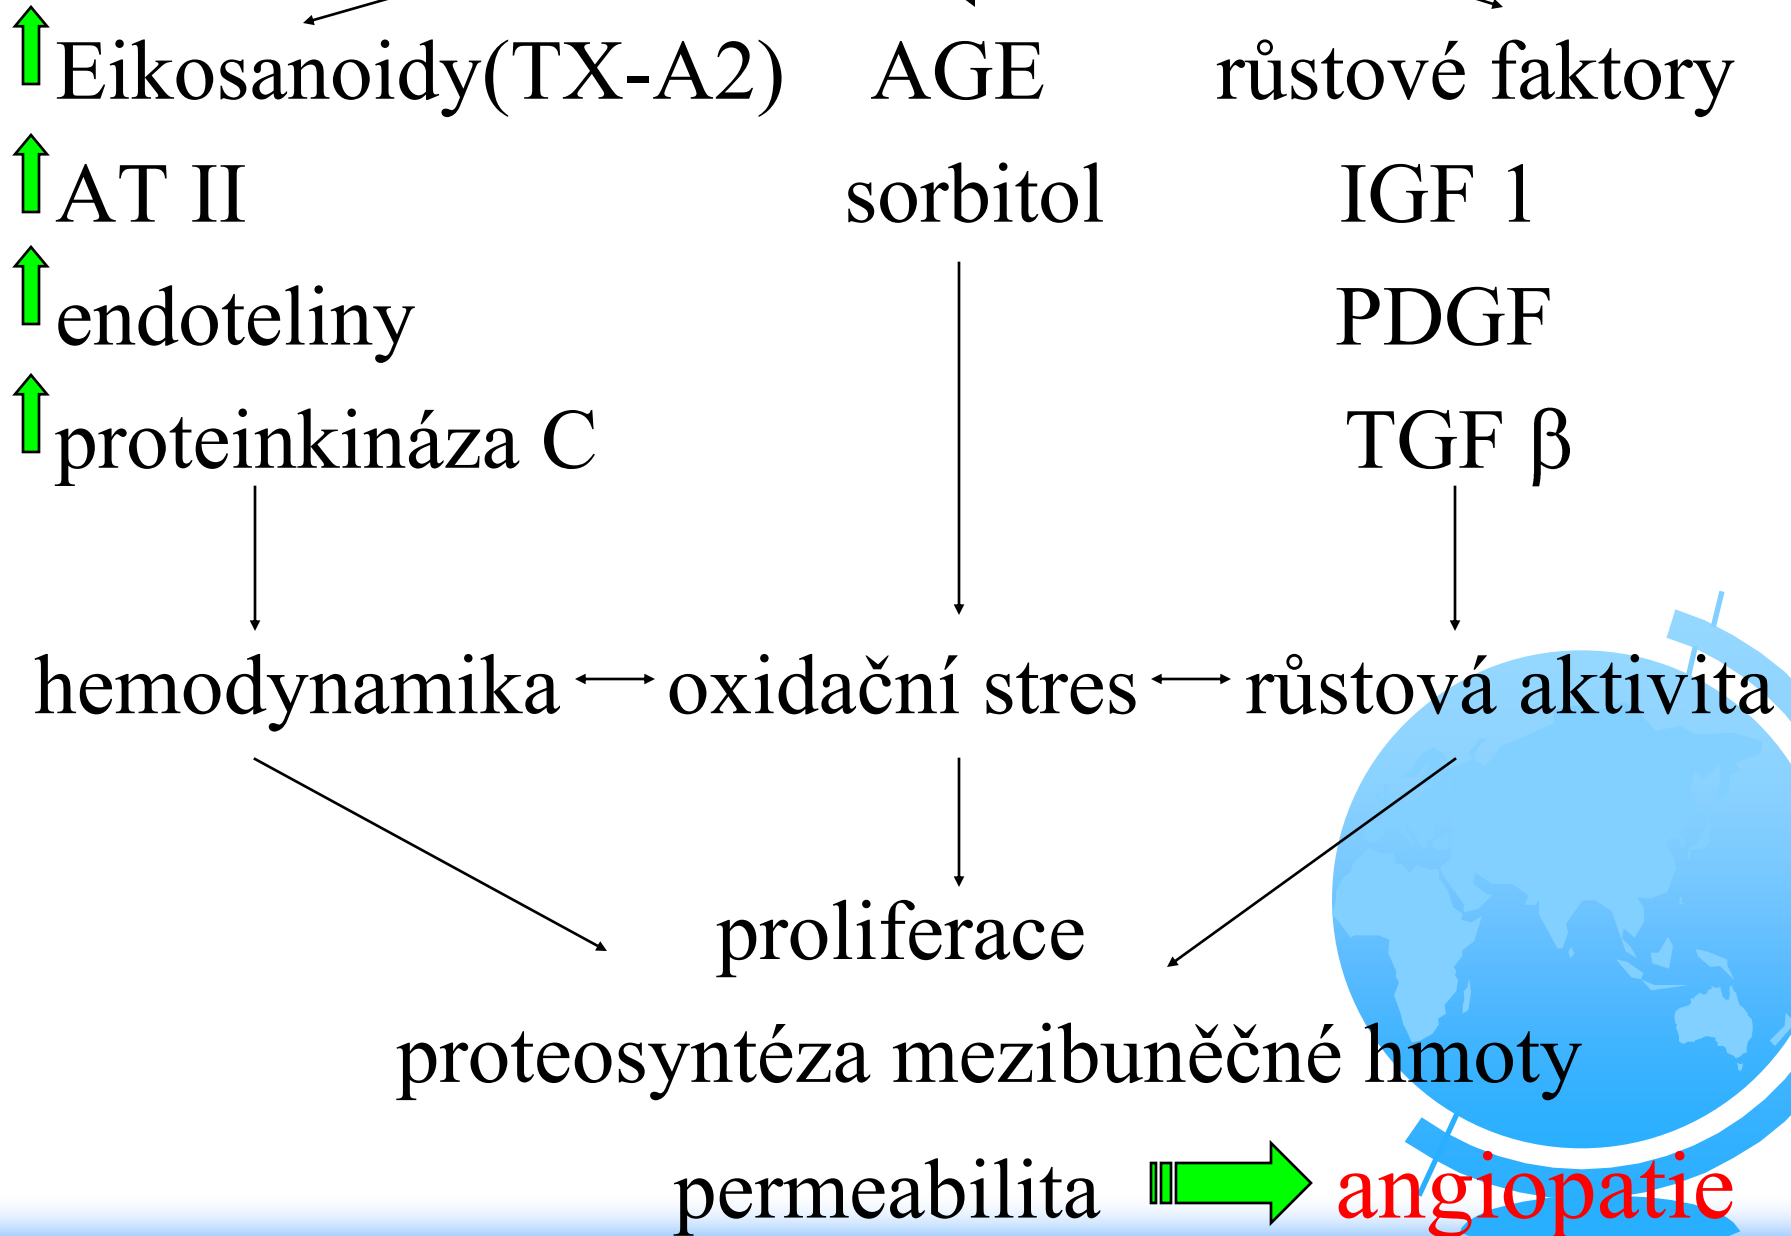 Eikosanoidy(TX-A2) AGE růstové faktory
AT II sorbitol IGF 1
endoteliny PDGF
proteinkináza C TGF β
hemodynamika oxidační stres růstová aktivita
proliferace
proteosyntéza mezibuněčné hmoty
permeabilita angiopatie